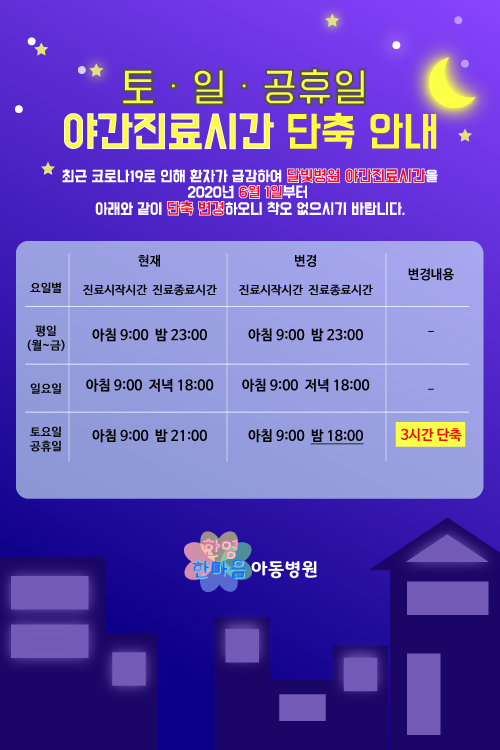 토 · 일 · 공휴일
야간진료시간 단축 안내
최근 코로나19로 인해 환자가 급감하여 달빛병원 야간진료시간을
2020년 6월 1일부터
아래와 같이 단축 변경하오니 착오 없으시기 바랍니다.
현재 변경 변경내용
요일별 진료시작시간 진료종료시간 진료시작시간 진료종료시간
평일
(월~금) 아침 9:00 밤 23:00 아침 9:00 밤 23:00 –
일요일 아침 9:00 저녁 18:00 아침 9:00 저녁 18:00 –
토요일
공휴일 아침 9:00 밤 21:00 아침 9:00 밤 18:00 3시간 단축
한영
한마음 아동병원